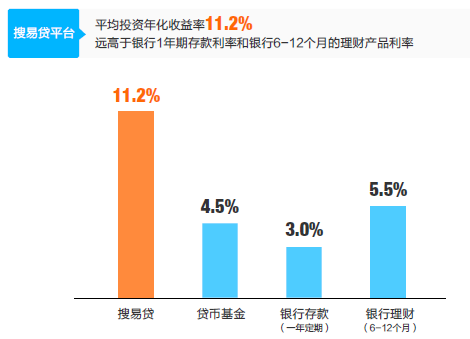 搜易贷平台
平均投资年化收益率11.2%
远高于银行1年期存款利率和银行6-12个月的理财产品利率
11.2%
4.5%
3.0%
5.5%
搜易贷
贷币基金
银行存款
（一年定期）
银行理财
（6-12个月）